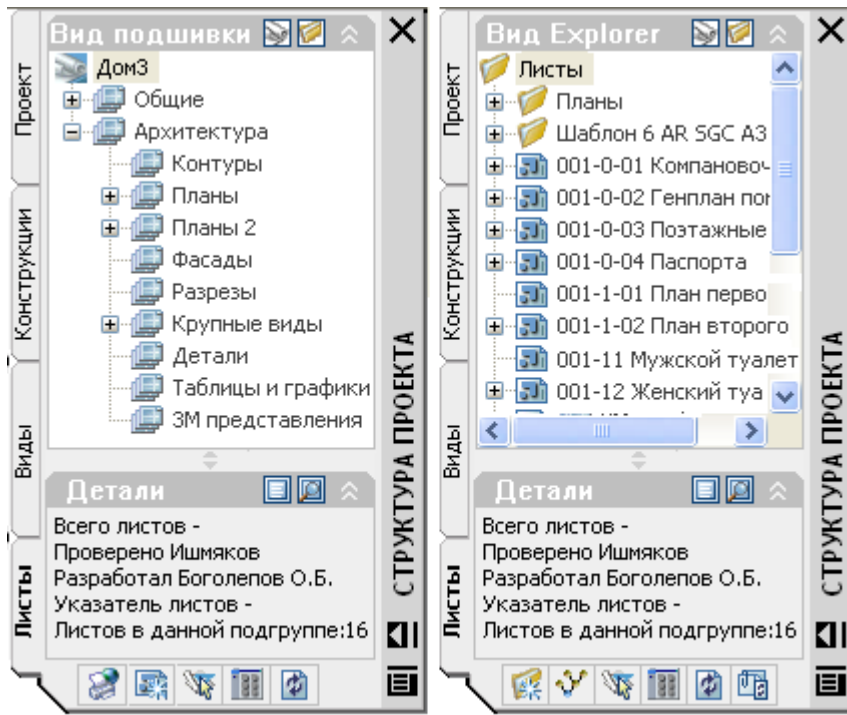 Вид подшивки
Дом3
Общие
Архитектура
Контуры
Планы
Планы 2
Фасады
Разрезы
Крупные виды
Детали
Таблицы и графики
3М представления
Детали
Всего листов -
Проверено Ишмяков
Разработал Боголепов О.Б.
Указатель листов -
Листов в данной подгруппе:16
Проект
Конструкции
Виды
Листы
СТРУКТУРА ПРОЕКТА
Вид Explorer
Листы
Планы
Шаблон 6 AR SGC A3
001-0-01 Компановоч
001-0-02 Генплан
001-0-03 Поэтажные
001-0-04 Паспорта
001-1-01 План перво
001-1-02 План второго
001-11 Мужской туалет
001-12 Женский туа
Детали
Всего листов -
Проверено Ишмяков
Разработал Боголепов О.Б.
Указатель листов -
Листов в данной подгруппе:16
Проект
Конструкции
Виды
Листы
СТРУКТУРА ПРОЕКТА